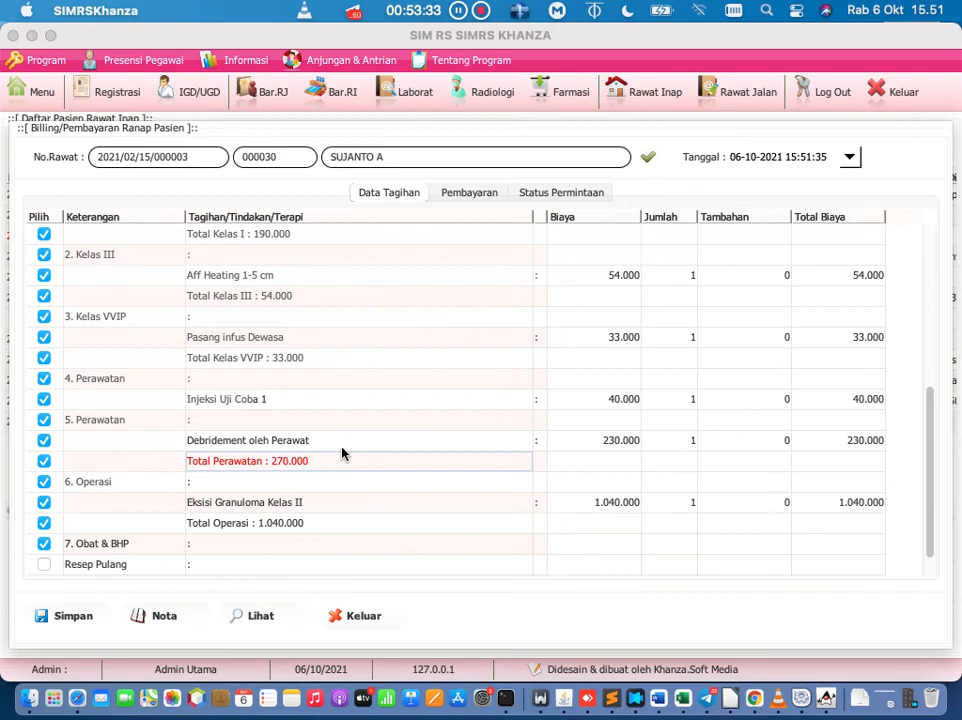 SIMRSKhanza 60 00:53:33 Rab 6 Okt 15.51
SIM RS SIMRS KHANZA
Program Presensi Pegawai Informasi Anjungan & Antrian Tentang Program
Menu Registrasi IGD/UGD Bar.RJ Bar.RI Laborat Radiologi Farmasi Rawat Inap Rawat Jalan Log Out Keluar
::[ Daftar Pasien Rawat Inap ]::
::[ Billing/Pembayaran Ranap Pasien ]::
No.Rawat : 2021/02/15/000003 000030 SUJANTO A Tanggal : 06-10-2021 15:51:35
Data Tagihan Pembayaran Status Permintaan
Pilih Keterangan Tagihan/Tindakan/Terapi Biaya Jumlah Tambahan Total Biaya
Total Kelas I : 190.000
2. Kelas III :
Aff Heating 1-5 cm : 54.000 1 0 54.000
Total Kelas III : 54.000
3. Kelas VVIP :
Pasang infus Dewasa : 33.000 1 0 33.000
Total Kelas VVIP : 33.000
4. Perawatan :
Injeksi Uji Coba 1 : 40.000 1 0 40.000
5. Perawatan :
Debridement oleh Perawat : 230.000 1 0 230.000
Total Perawatan : 270.000
6. Operasi :
Eksisi Granuloma Kelas II : 1.040.000 1 0 1.040.000
Total Operasi : 1.040.000
7. Obat & BHP :
Resep Pulang :
Simpan Nota Lihat Keluar
Admin : Admin Utama 06/10/2021 127.0.0.1 Didesain & dibuat oleh Khanza.Soft Media